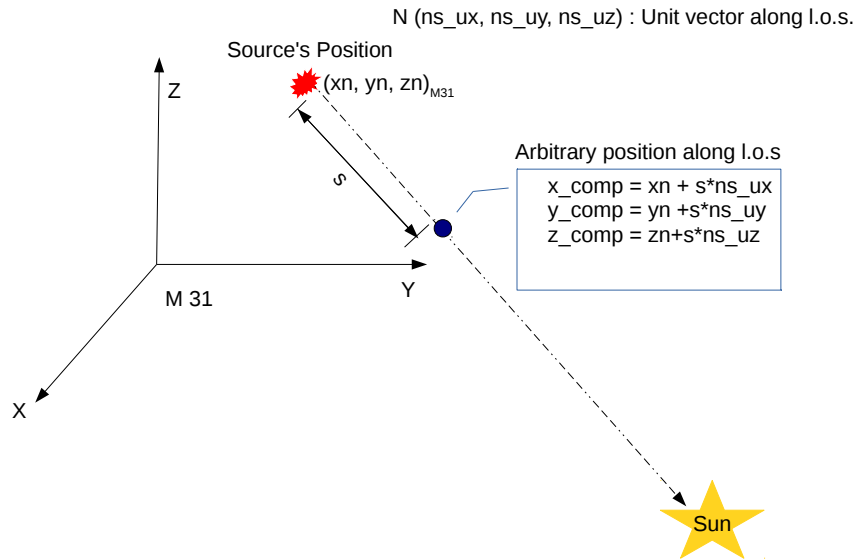 N (ns_ux, ns_uy, ns_uz) : Unit vector along l.o.s.
Source's Position
(xn, yn, zn)M31
Z
Arbitrary position along l.o.s
x_comp = xn + s*ns_ux
y_comp = yn +s*ns_uy
z_comp = zn+s*ns_uz
s
Y
M 31
X
Sun